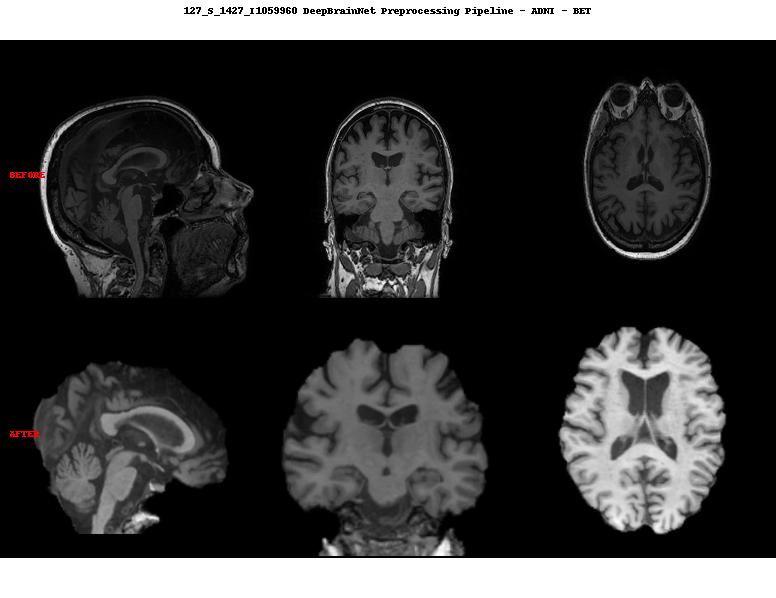 127_S_1427_I1059960 DeepBrainNet Preprocessing Pipeline - ADNI - BET
BEFORE
AFTER